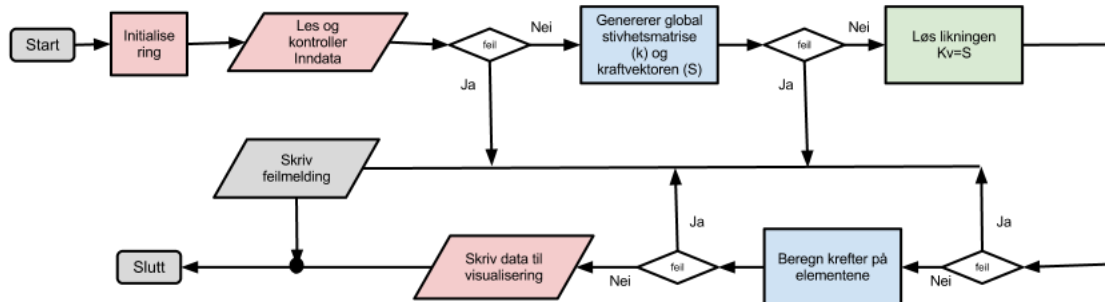 Start
Initialise
ring
Les og
kontroller
Inndata
feil
Nei
Ja
Genererer global
stivhetsmatrise
(k) og
kraftvektoren (S)
feil
Nei
Ja
Løs likningen
Kv=S
Skriv
feilmelding
Ja
Ja
Slutt
Skriv data til
visualisering
Nei
feil
Beregn krefter på
elementene
Nei
feil